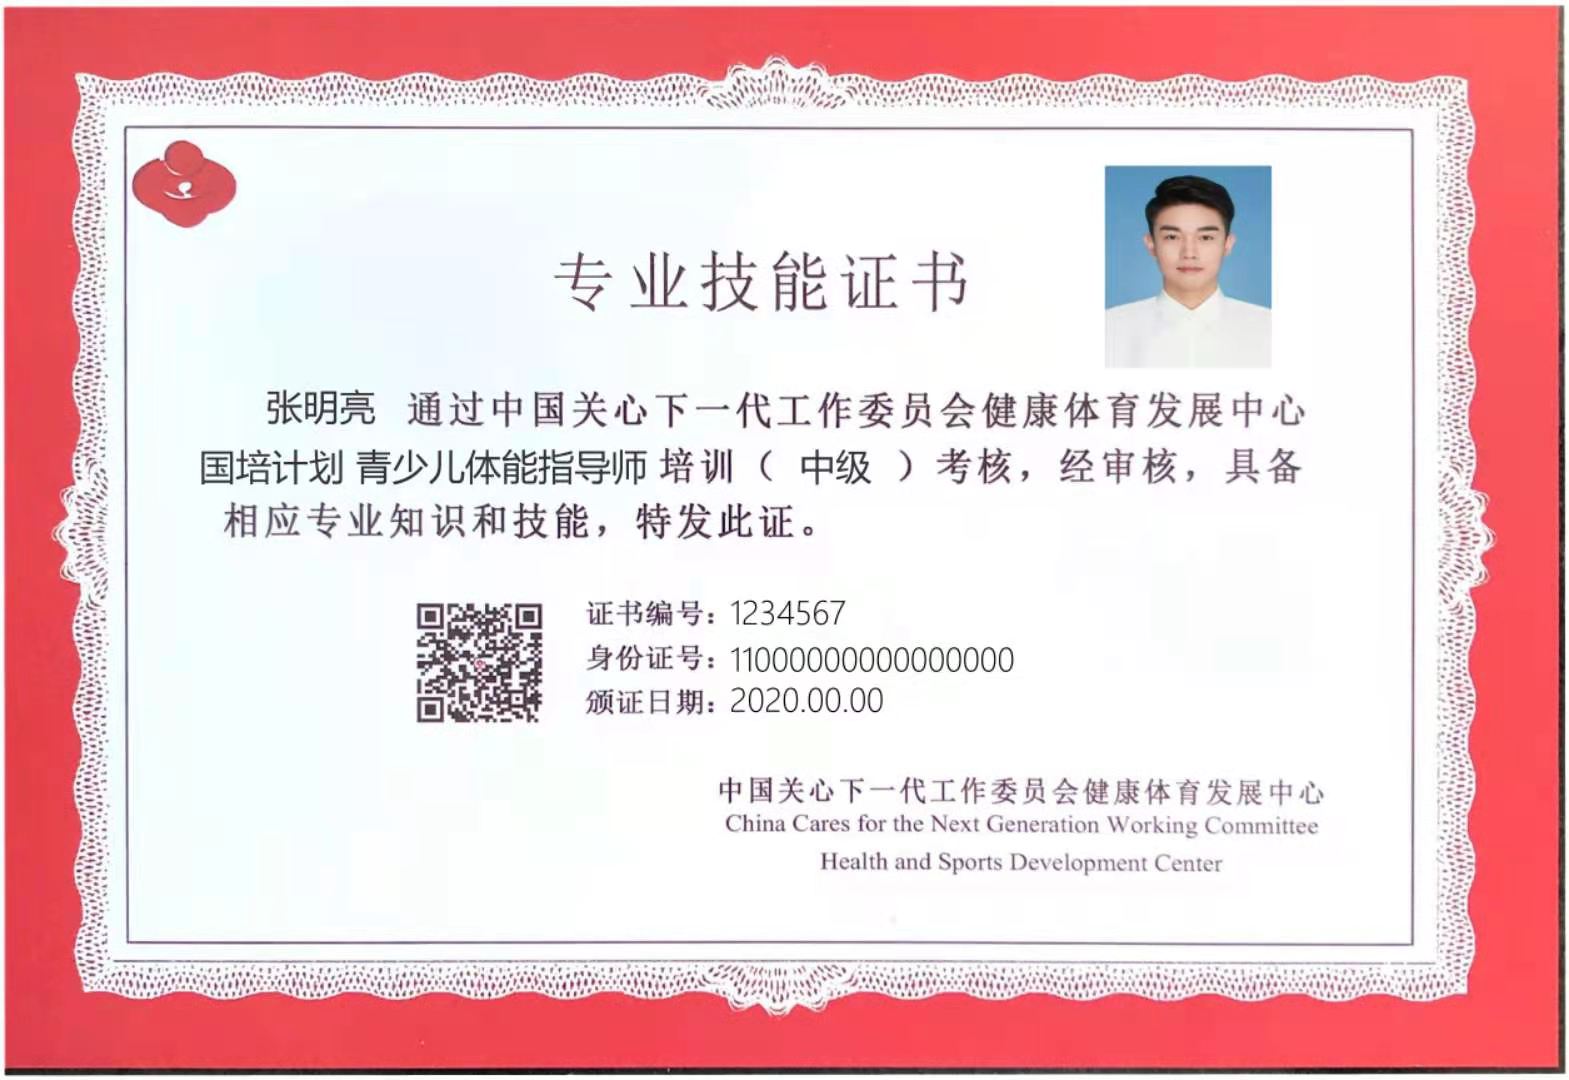 专业技能证书
张明亮 通过中国关心下一代工作委员会健康体育发展中心
国培计划 青少儿体能指导师 培训（ 中级 ）考核，经审核，具备
相应专业知识和技能，特发此证。
证书编号：1234567
身份证号：11000000000000000
颁证日期：2020.00.00
中国关心下一代工作委员会健康体育发展中心
China Cares for the Next Generation Working Committee
Health and Sports Development Center